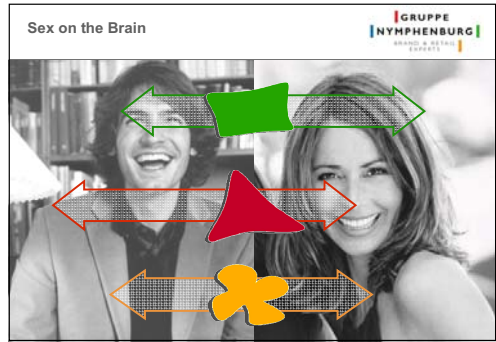 Sex on the Brain
GRUPPE
NYMPHENBURG
BRAND & RETAIL
EXPERTS